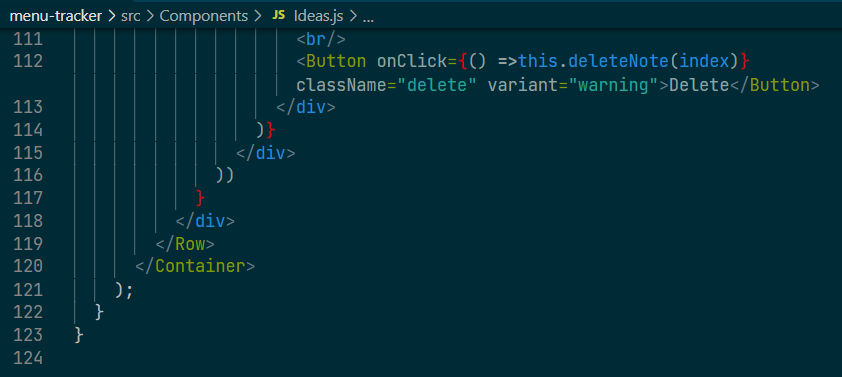 menu-tracker > src > Components > JS Ideas.js > ...
111 <br/>
112 <Button onClick={() =>this.deleteNote(index)}
className="delete" variant="warning">Delete</Button>
113 </div>
114 )}
115 </div>
116 ))
117 }
118 </div>
119 </Row>
120 </Container>
121 );
122 }
123 }
124